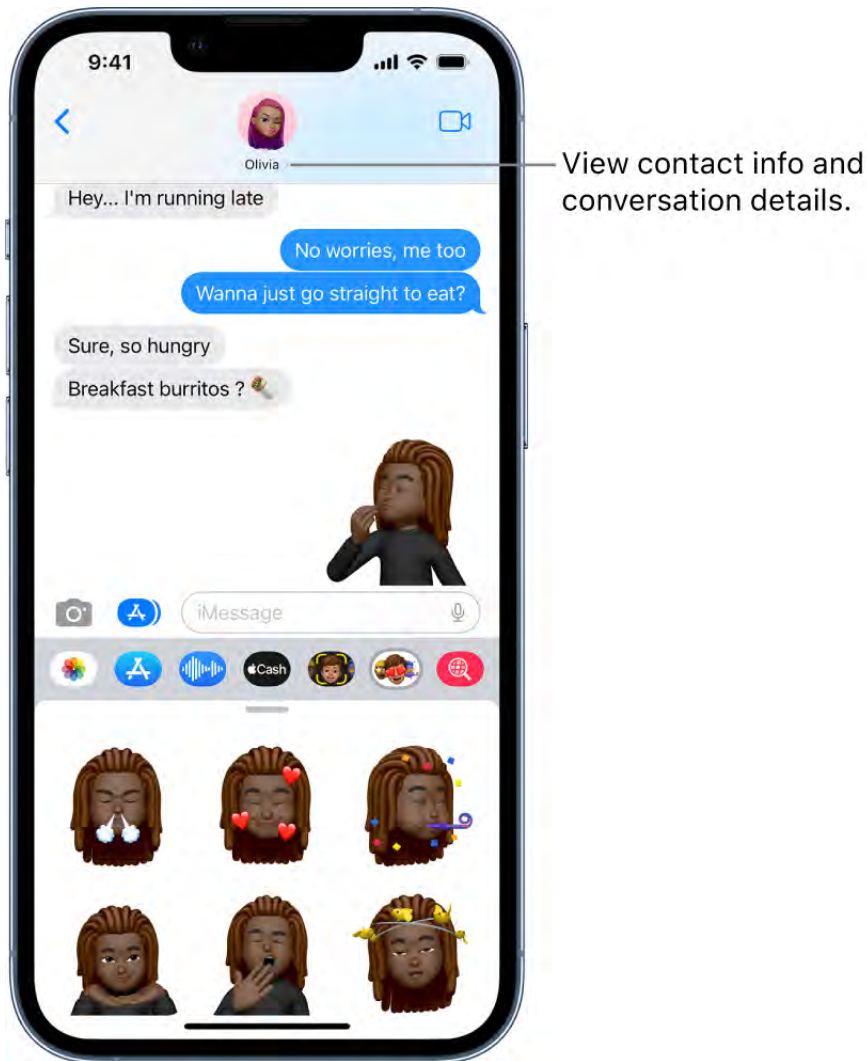 9:41
Olivia
View contact info and
conversation details.
Hey... I'm running late
No worries, me too
Wanna just go straight to eat?
Sure, so hungry
Breakfast burritos ? 🌯
iMessage
Cash